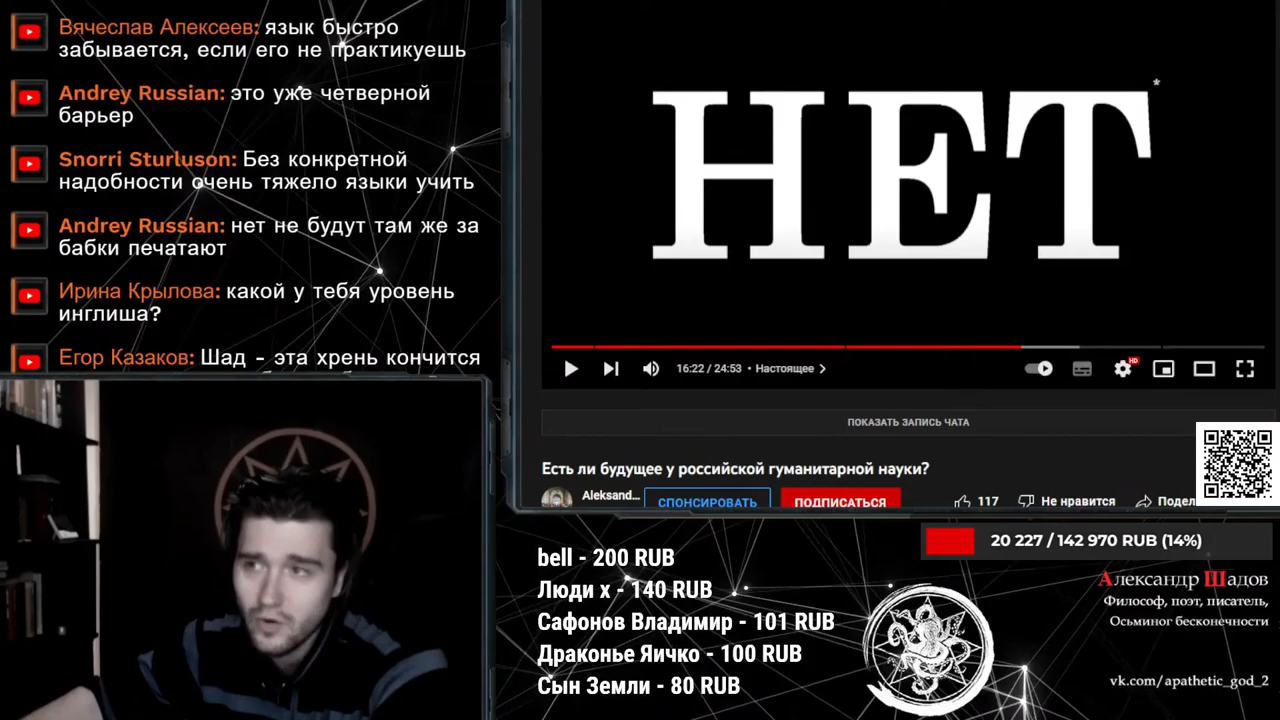 Вячеслав Алексеев: язык быстро
забывается, если его не практикуешь
Andrey Russian: это уже четверной
барьер
Snorri Sturluson: Без конкретной
надобности очень тяжело языки учить
Andrey Russian: нет не будут там же за
бабки печатают
Ирина Крылова: какой у тебя уровень
инглиша?
Егор Казаков: Шад - эта хрень кончится
НЕТ*
16:22 / 24:53 • Настоящее
HD
ПОКАЗАТЬ ЗАПИСЬ ЧАТА
Есть ли будущее у российской гуманитарной науки?
Aleksand...
СПОНСИРОВАТЬ
ПОДПИСАТЬСЯ
117
Не нравится
Подел
20 227 / 142 970 RUB (14%)
bell - 200 RUB
Люди х - 140 RUB
Сафонов Владимир - 101 RUB
Драконье Яичко - 100 RUB
Сын Земли - 80 RUB
Александр Шадов
Философ, поэт, писатель,
Осьминог бесконечности
vk.com/apathetic_god_2